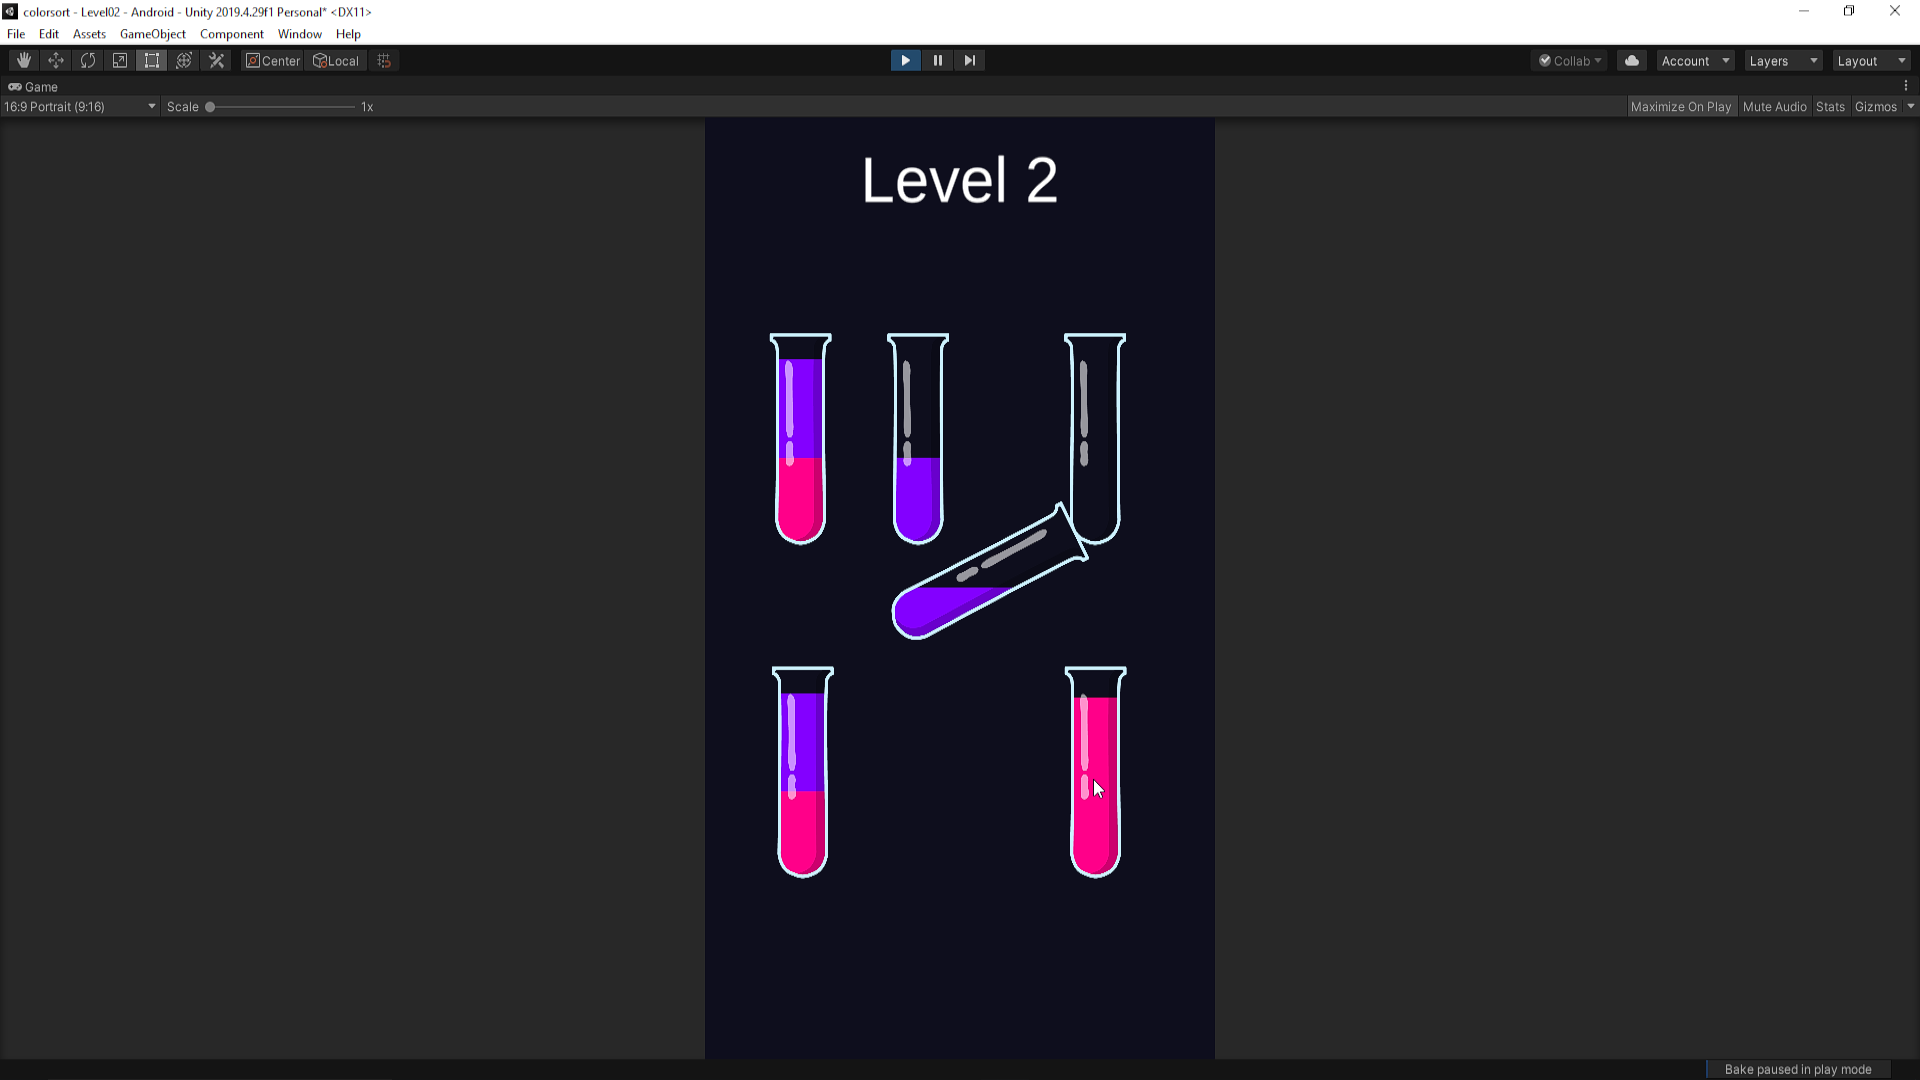 colorsort - Level02 - Android - Unity 2019.4.29f1 Personal* <DX11>
File Edit Assets GameObject Component Window Help
Center Local Collab Account Layers Layout
Game
16:9 Portrait (9:16) Scale 1x Maximize On Play Mute Audio Stats Gizmos
Level 2
Bake paused in play mode